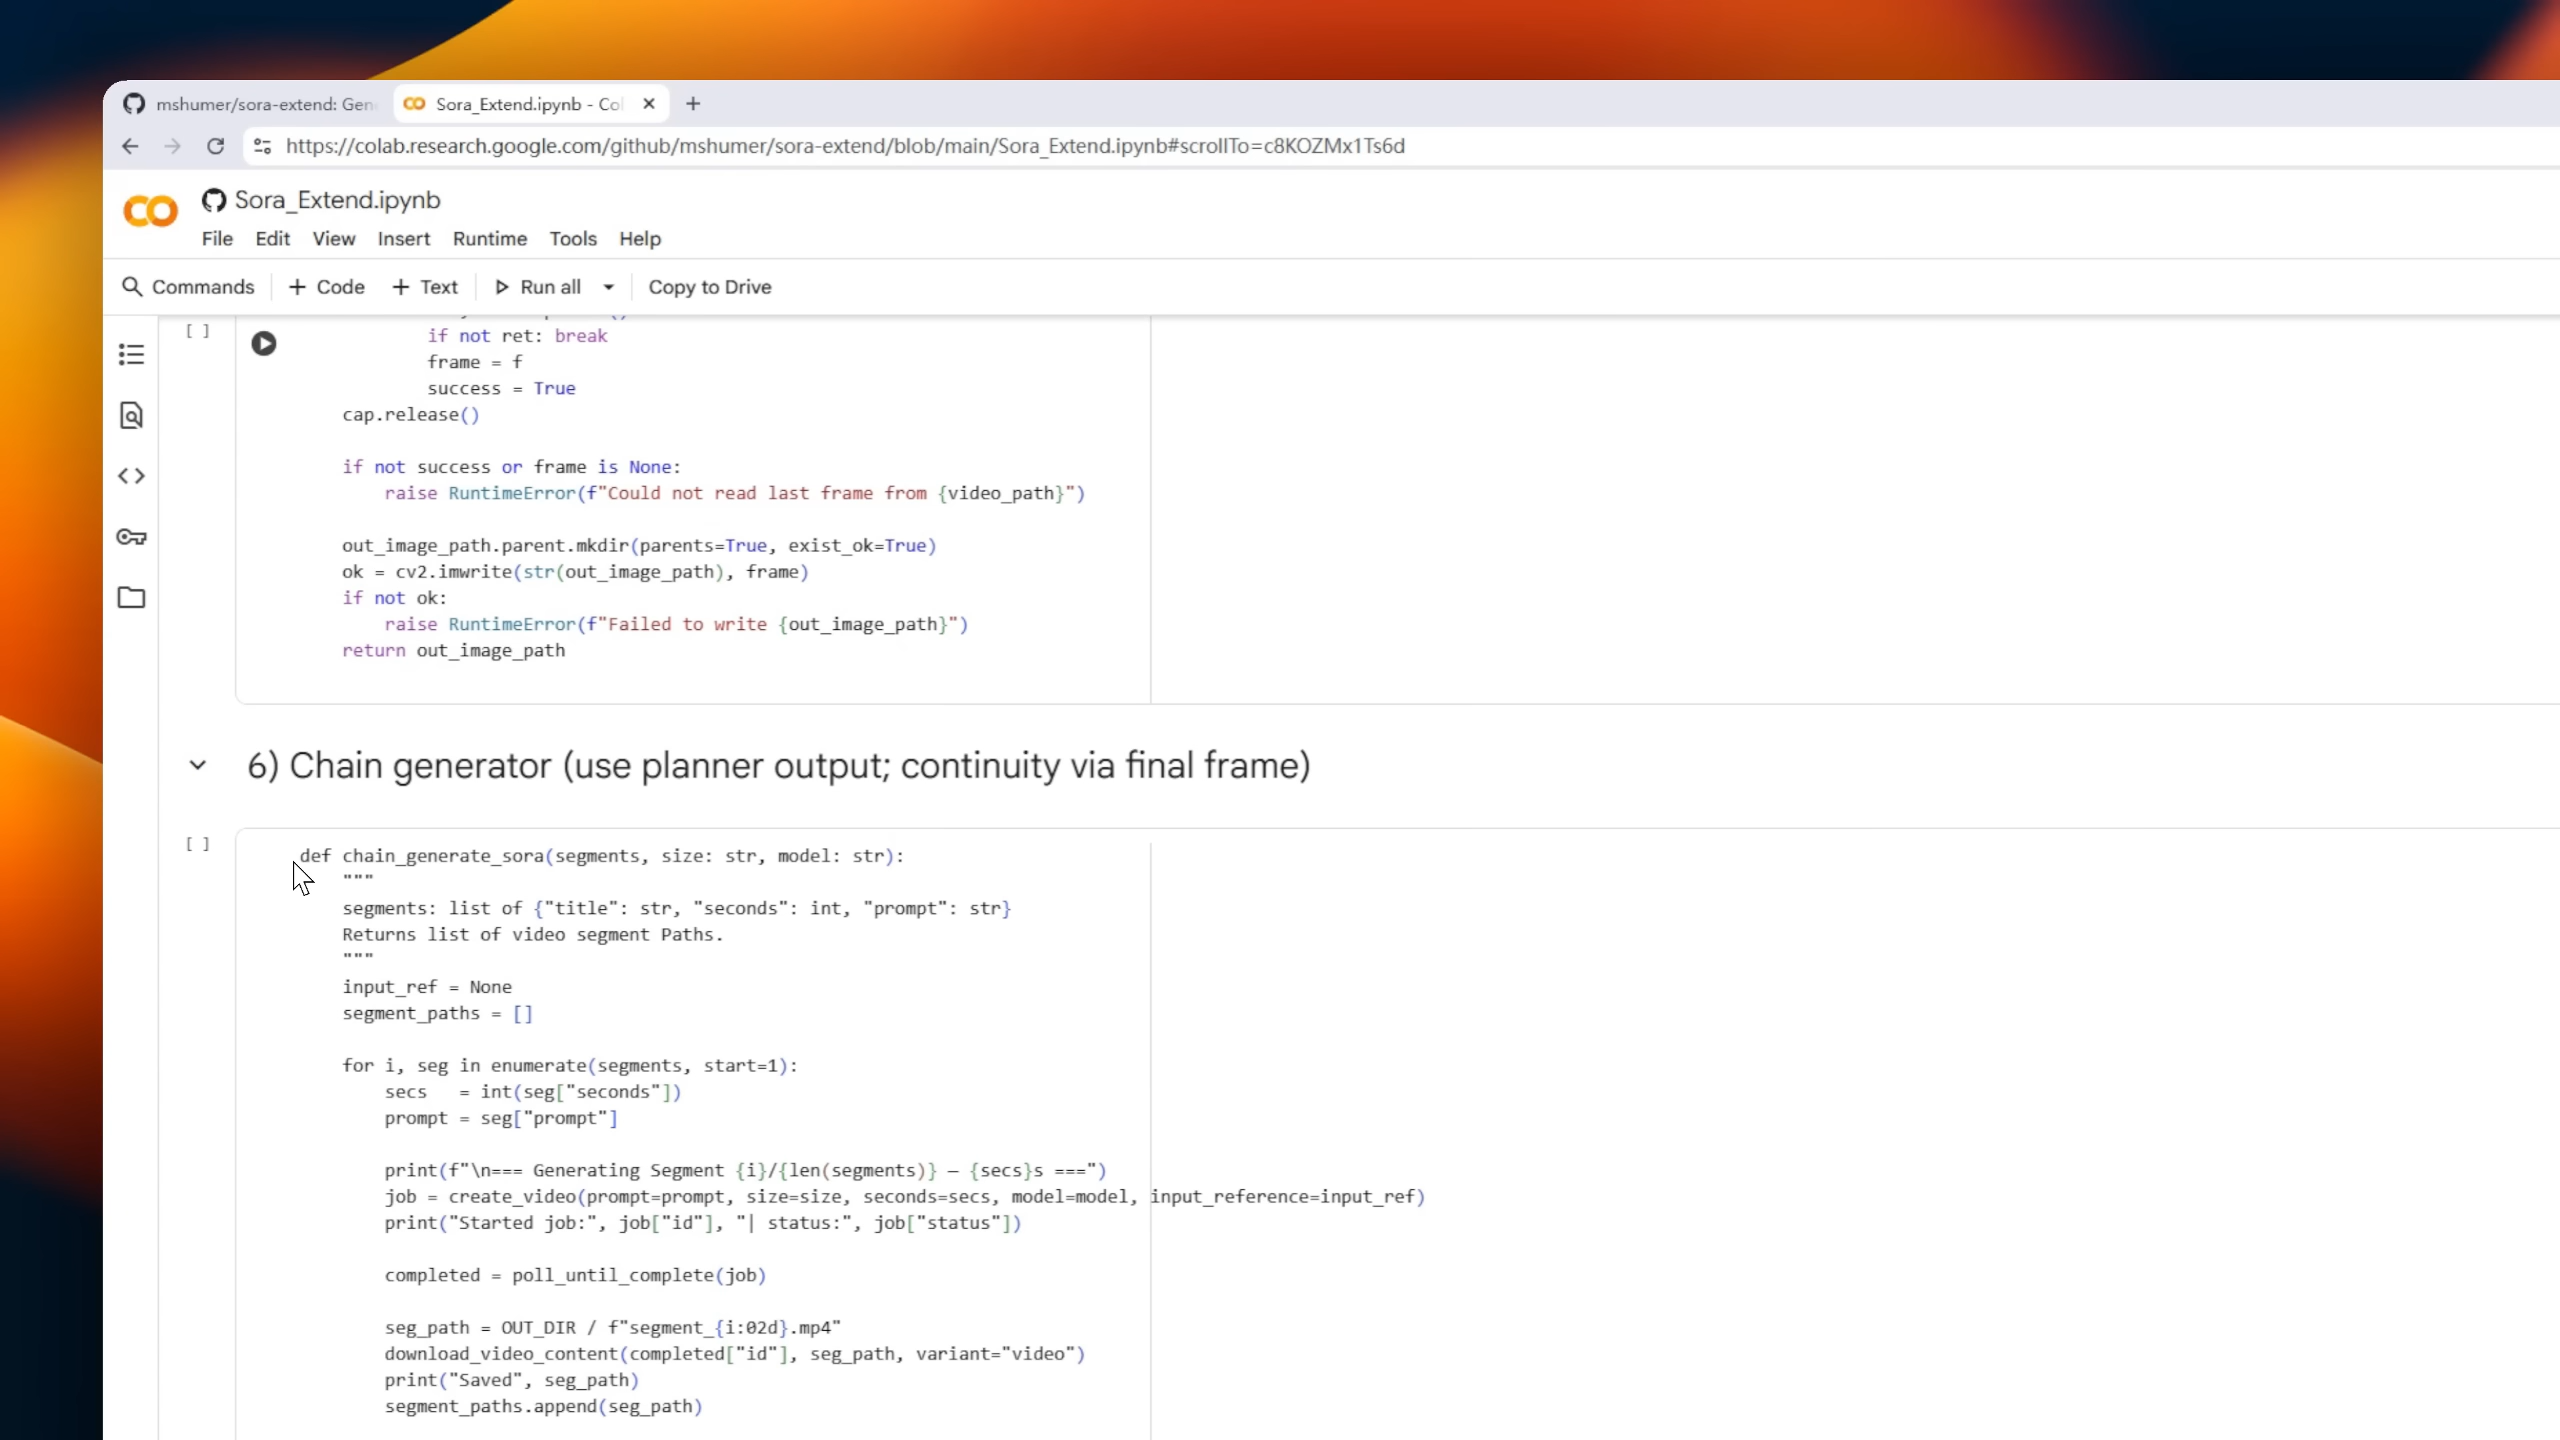 mshumer/sora-extend: Gen
Sora_Extend.ipynb - Col
https://colab.research.google.com/github/mshumer/sora-extend/blob/main/Sora_Extend.ipynb#scrollTo=c8KOZMx1Ts6d
CO Sora_Extend.ipynb
File Edit View Insert Runtime Tools Help
Commands + Code + Text Run all Copy to Drive
[ ]
if not ret: break
frame = f
success = True
cap.release()
if not success or frame is None:
raise RuntimeError(f"Could not read last frame from {video_path}")
out_image_path.parent.mkdir(parents=True, exist_ok=True)
ok = cv2.imwrite(str(out_image_path), frame)
if not ok:
raise RuntimeError(f"Failed to write {out_image_path}")
return out_image_path
6) Chain generator (use planner output; continuity via final frame)
[ ]
def chain_generate_sora(segments, size: str, model: str):
"""
segments: list of {"title": str, "seconds": int, "prompt": str}
Returns list of video segment Paths.
"""
input_ref = None
segment_paths = []
for i, seg in enumerate(segments, start=1):
secs = int(seg["seconds"])
prompt = seg["prompt"]
print(f"\n=== Generating Segment {i}/{len(segments)} — {secs}s ===")
job = create_video(prompt=prompt, size=size, seconds=secs, model=model, input_reference=input_ref)
print("Started job:", job["id"], "| status:", job["status"])
completed = poll_until_complete(job)
seg_path = OUT_DIR / f"segment_{i:02d}.mp4"
download_video_content(completed["id"], seg_path, variant="video")
print("Saved", seg_path)
segment_paths.append(seg_path)